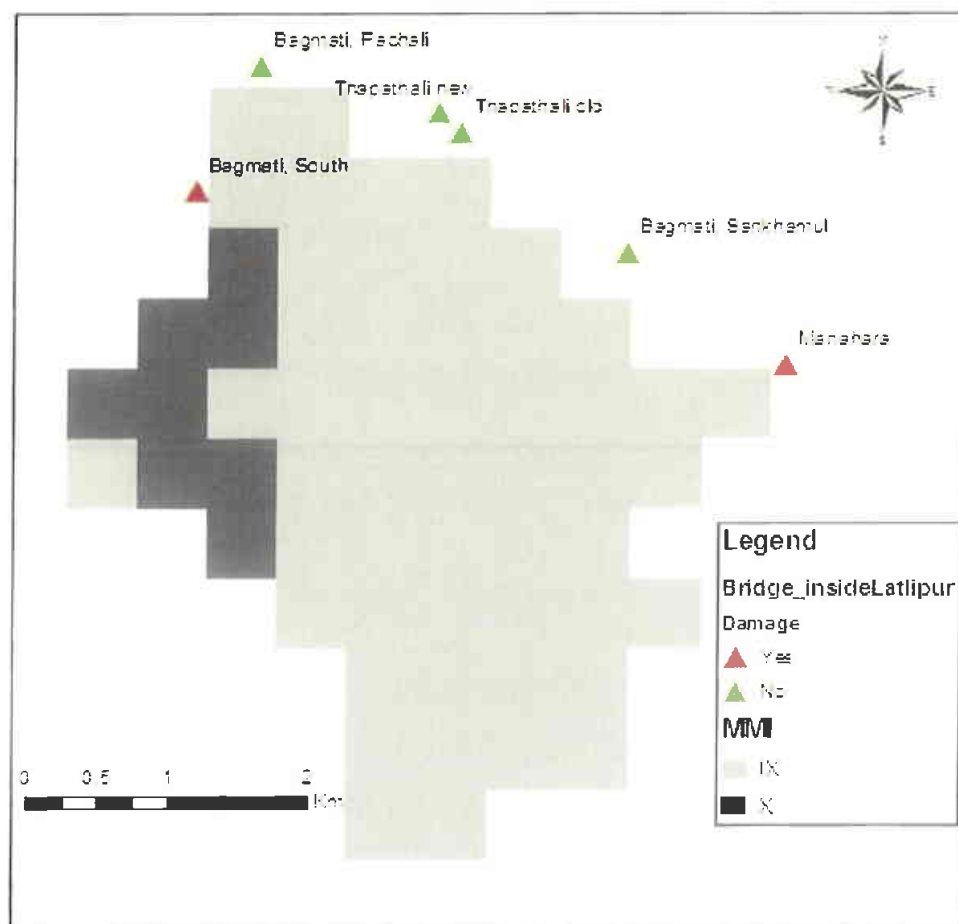 Bagmati, Pachali
Thapathali new
Thapathali old
Bagmati, South
Bagmati, Sankhamul
Manahara
N
E
S
Legend
Bridge_insideLatlipur
Damage
Yes
No
MMI
IX
X
0 0.5 1 2
Km